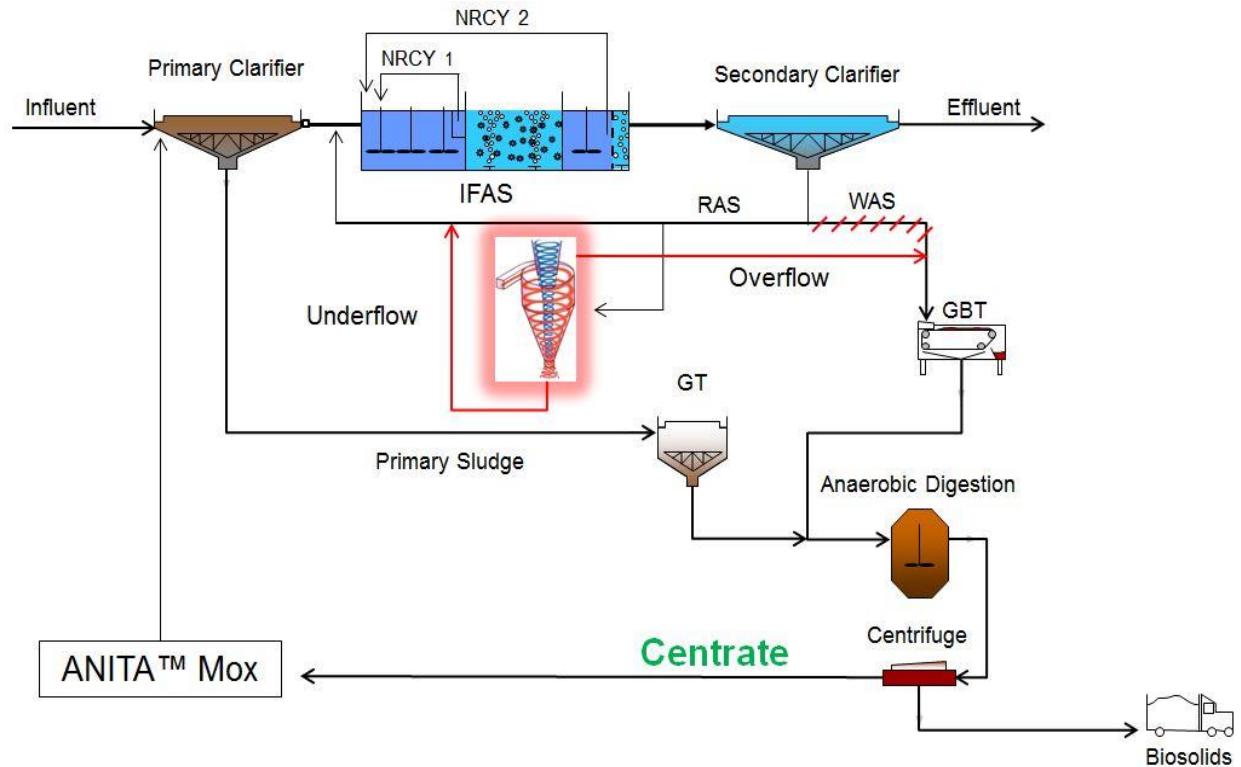 NRCY 2
NRCY 1
Primary Clarifier
Secondary Clarifier
Influent
Effluent
IFAS
RAS
WAS
Overflow
Underflow
GBT
GT
Primary Sludge
Anaerobic Digestion
Centrifuge
Centrate
ANITA™ Mox
Biosolids